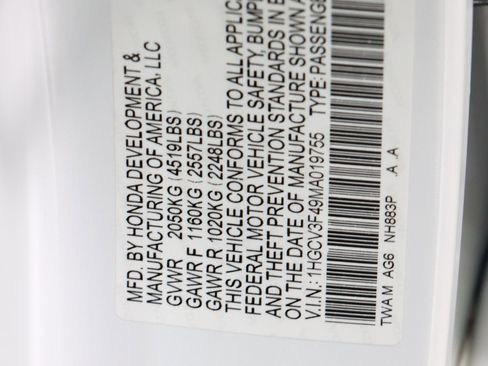 MFD. BY HONDA DEVELOPMENT &
MANUFACTURING OF AMERICA, LLC
GVWR 2050KG (4519LBS)
GAWR F 1160KG (2557LBS)
GAWR R 1020KG (2248LBS)
THIS VEHICLE CONFORMS TO ALL APPLIC
FEDERAL MOTOR VEHICLE SAFETY, BUMP
AND THEFT PREVENTION STANDARDS IN E
ON THE DATE OF MANUFACTURE SHOWN A
V.I.N.: 1HGCV3F49MA019755 TYPE: PASSENGE
TWA M AG6 NH883P A .A